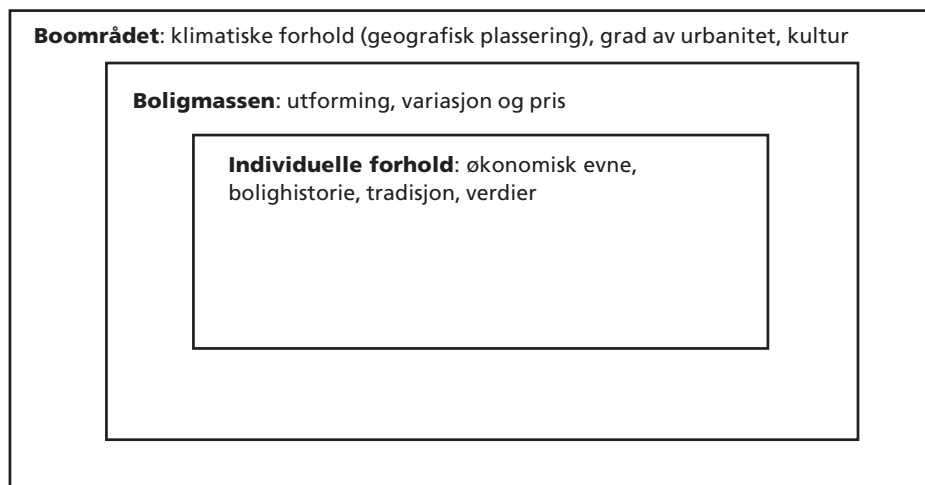 Boområdet: klimatiske forhold (geografisk plassering), grad av urbanitet, kultur
Boligmassen: utforming, variasjon og pris
Individuelle forhold: økonomisk evne,
bolighistorie, tradisjon, verdier